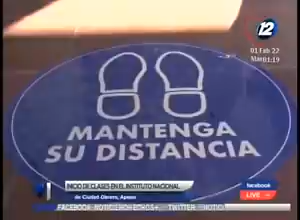 12
01 Feb 22
Mar 01:19
MANTENGA
SU DISTANCIA
INICIO DE CLASES EN EL INSTITUTO NACIONAL
de Ciudad Obrera, Apopa
facebook
LIVE
FACEBOOK
TWITTER